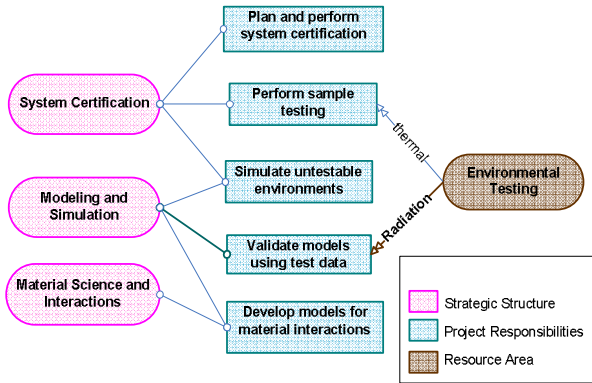 Plan and perform
system certification
System Certification
Perform sample
testing
thermal
Simulate untestable
environments
Environmental
Testing
Modeling and
Simulation
Radiation
Validate models
using test data
Material Science and
Interactions
Develop models for
material interactions
Strategic Structure
Project Responsibilities
Resource Area